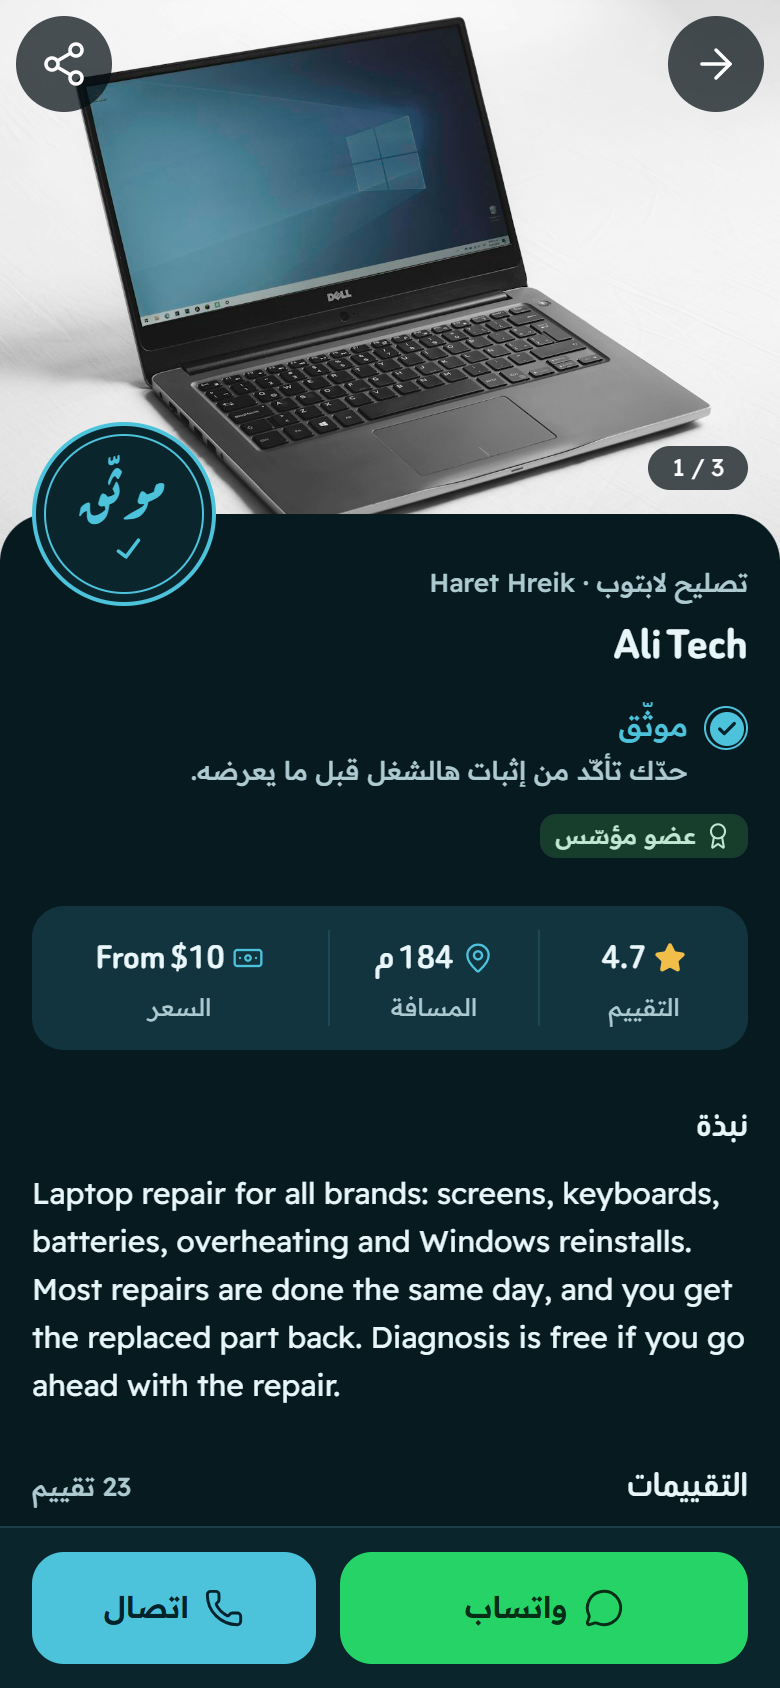 DELL
1 / 3
موثّق
تصليح لابتوب · Haret Hreik
Ali Tech
موثّق
حدّك تأكّد من إثبات هالشغل قبل ما يعرضه.
عضو مؤسّس
4.7
التقييم
184 م
المسافة
From $10
السعر
نبذة
Laptop repair for all brands: screens, keyboards,
batteries, overheating and Windows reinstalls.
Most repairs are done the same day, and you get
the replaced part back. Diagnosis is free if you go
ahead with the repair.
التقييمات
23 تقييم
واتساب
اتصال